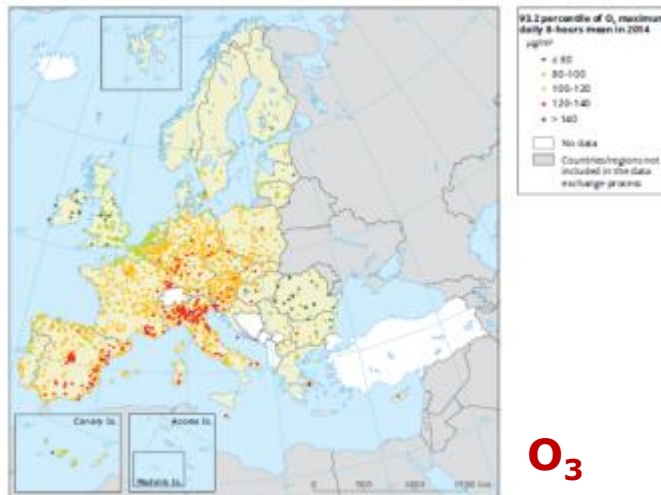 93.2 percentile of O₃ maximum
daily 8-hours mean in 2014
µg/m³
≤ 80
80-100
100-120
120-140
> 140
No data
Countries/regions not
included in the data
exchange process
Canary Is.
Azores Is.
Madeira Is.
0 500 1000 1500 km
O₃